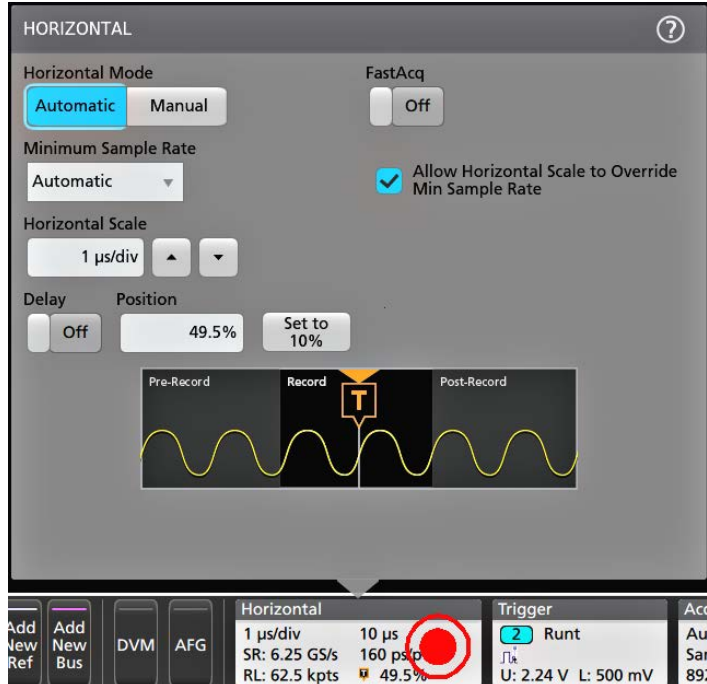 HORIZONTAL
?
Horizontal Mode
FastAcq
Automatic Manual
Off
Minimum Sample Rate
Automatic
Allow Horizontal Scale to Override
Min Sample Rate
Horizontal Scale
1 µs/div
Delay Position
Off 49.5% Set to
10%
Pre-Record Record Post-Record
T
Add
New
Ref
Add
New
Bus
DVM
AFG
Horizontal
1 µs/div 10 µs
SR: 6.25 GS/s 160 ps/p
RL: 62.5 kpts 49.5%
Trigger
2 Runt
U: 2.24 V L: 500 mV